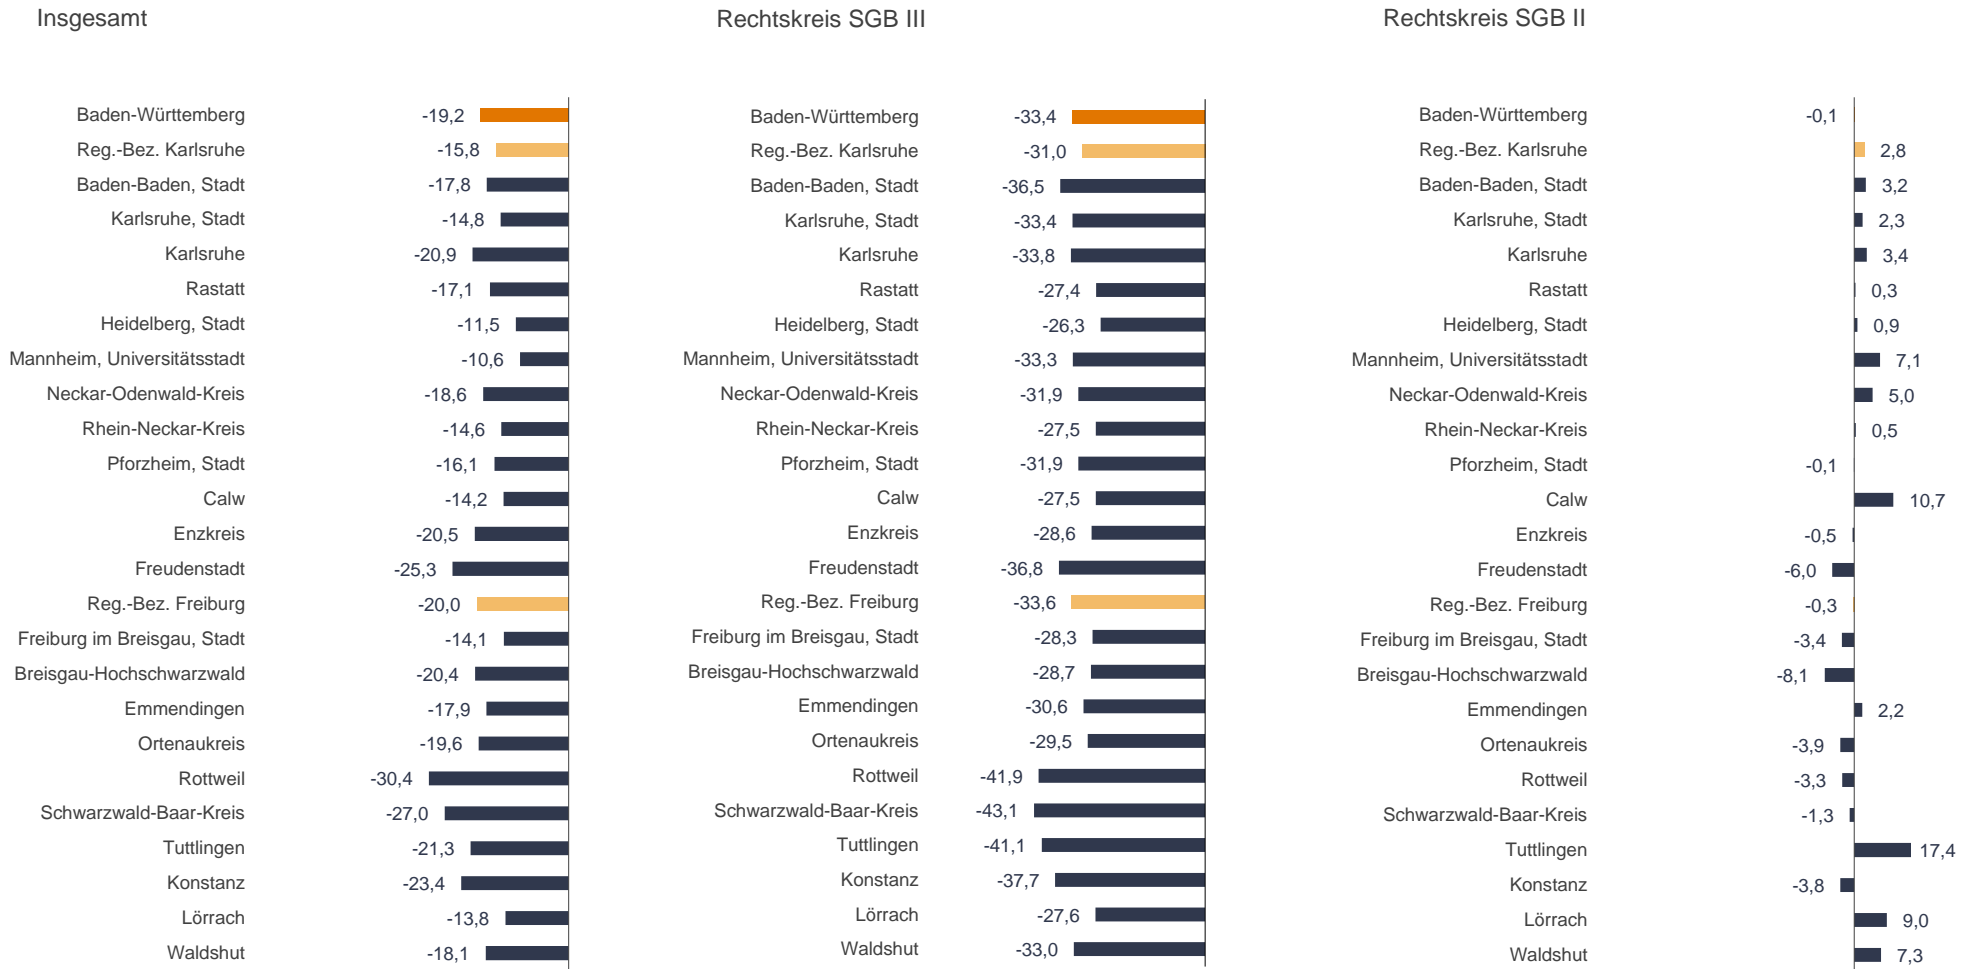 Insgesamt
Rechtskreis SGB III
Rechtskreis SGB II
Baden-Württemberg -19,2 Baden-Württemberg -33,4 Baden-Württemberg -0,1
Reg.-Bez. Karlsruhe -15,8 Reg.-Bez. Karlsruhe -31,0 Reg.-Bez. Karlsruhe 2,8
Baden-Baden, Stadt -17,8 Baden-Baden, Stadt -36,5 Baden-Baden, Stadt 3,2
Karlsruhe, Stadt -14,8 Karlsruhe, Stadt -33,4 Karlsruhe, Stadt 2,3
Karlsruhe -20,9 Karlsruhe -33,8 Karlsruhe 3,4
Rastatt -17,1 Rastatt -27,4 Rastatt 0,3
Heidelberg, Stadt -11,5 Heidelberg, Stadt -26,3 Heidelberg, Stadt 0,9
Mannheim, Universitätsstadt -10,6 Mannheim, Universitätsstadt -33,3 Mannheim, Universitätsstadt 7,1
Neckar-Odenwald-Kreis -18,6 Neckar-Odenwald-Kreis -31,9 Neckar-Odenwald-Kreis 5,0
Rhein-Neckar-Kreis -14,6 Rhein-Neckar-Kreis -27,5 Rhein-Neckar-Kreis 0,5
Pforzheim, Stadt -16,1 Pforzheim, Stadt -31,9 Pforzheim, Stadt -0,1
Calw -14,2 Calw -27,5 Calw 10,7
Enzkreis -20,5 Enzkreis -28,6 Enzkreis -0,5
Freudenstadt -25,3 Freudenstadt -36,8 Freudenstadt -6,0
Reg.-Bez. Freiburg -20,0 Reg.-Bez. Freiburg -33,6 Reg.-Bez. Freiburg -0,3
Freiburg im Breisgau, Stadt -14,1 Freiburg im Breisgau, Stadt -28,3 Freiburg im Breisgau, Stadt -3,4
Breisgau-Hochschwarzwald -20,4 Breisgau-Hochschwarzwald -28,7 Breisgau-Hochschwarzwald -8,1
Emmendingen -17,9 Emmendingen -30,6 Emmendingen 2,2
Ortenaukreis -19,6 Ortenaukreis -29,5 Ortenaukreis -3,9
Rottweil -30,4 Rottweil -41,9 Rottweil -3,3
Schwarzwald-Baar-Kreis -27,0 Schwarzwald-Baar-Kreis -43,1 Schwarzwald-Baar-Kreis -1,3
Tuttlingen -21,3 Tuttlingen -41,1 Tuttlingen 17,4
Konstanz -23,4 Konstanz -37,7 Konstanz -3,8
Lörrach -13,8 Lörrach -27,6 Lörrach 9,0
Waldshut -18,1 Waldshut -33,0 Waldshut 7,3